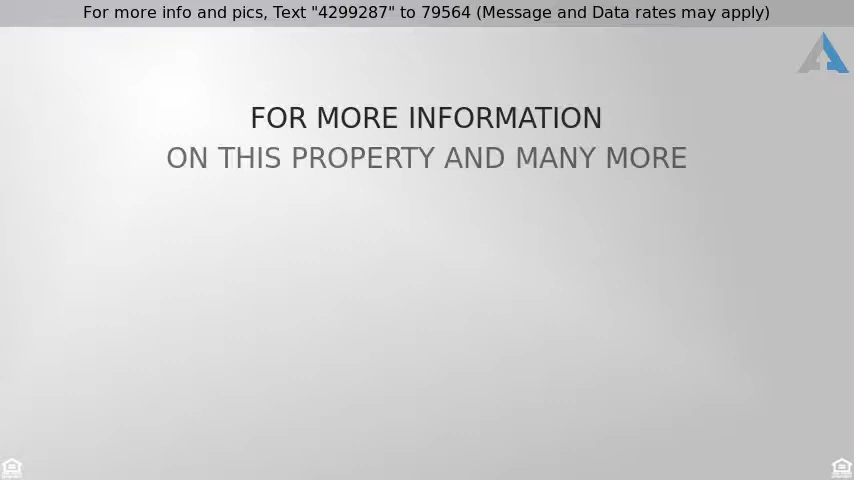 For more info and pics, Text "4299287" to 79564 (Message and Data rates may apply)
FOR MORE INFORMATION
ON THIS PROPERTY AND MANY MORE